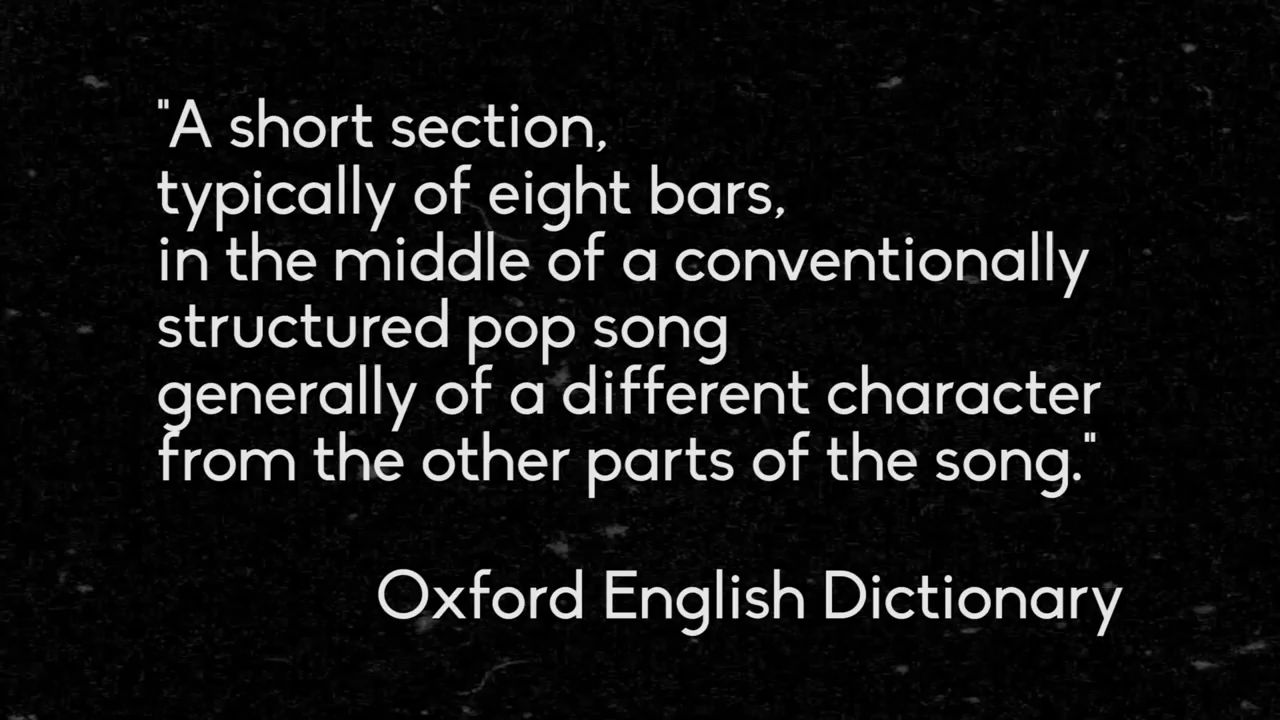 "A short section,
typically of eight bars,
in the middle of a conventionally
structured pop song
generally of a different character
from the other parts of the song."
Oxford English Dictionary